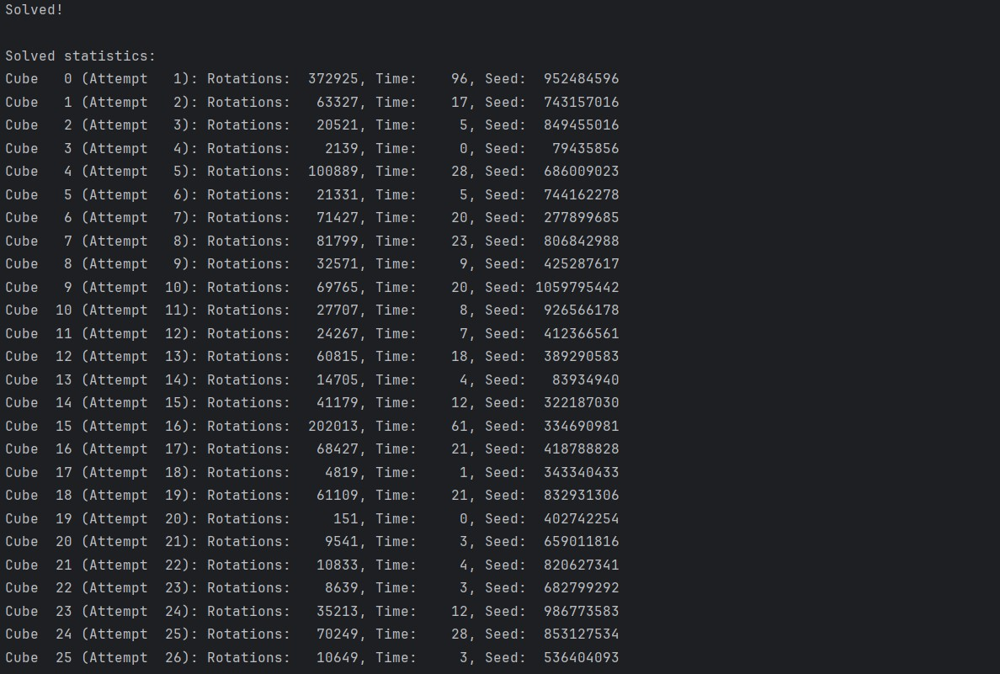 Solved!

Solved statistics:
Cube   0 (Attempt   1): Rotations:  372925, Time:    96, Seed:  952484596
Cube   1 (Attempt   2): Rotations:   63327, Time:    17, Seed:  743157016
Cube   2 (Attempt   3): Rotations:   20521, Time:     5, Seed:  849455016
Cube   3 (Attempt   4): Rotations:    2139, Time:     0, Seed:   79435856
Cube   4 (Attempt   5): Rotations:  100889, Time:    28, Seed:  686009023
Cube   5 (Attempt   6): Rotations:   21331, Time:     5, Seed:  744162278
Cube   6 (Attempt   7): Rotations:   71427, Time:    20, Seed:  277899685
Cube   7 (Attempt   8): Rotations:   81799, Time:    23, Seed:  806842988
Cube   8 (Attempt   9): Rotations:   32571, Time:     9, Seed:  425287617
Cube   9 (Attempt  10): Rotations:   69765, Time:    20, Seed: 1059795442
Cube  10 (Attempt  11): Rotations:   27707, Time:     8, Seed:  926566178
Cube  11 (Attempt  12): Rotations:   24267, Time:     7, Seed:  412366561
Cube  12 (Attempt  13): Rotations:   60815, Time:    18, Seed:  389290583
Cube  13 (Attempt  14): Rotations:   14705, Time:     4, Seed:   83934940
Cube  14 (Attempt  15): Rotations:   41179, Time:    12, Seed:  322187030
Cube  15 (Attempt  16): Rotations:  202013, Time:    61, Seed:  334690981
Cube  16 (Attempt  17): Rotations:   68427, Time:    21, Seed:  418788828
Cube  17 (Attempt  18): Rotations:    4819, Time:     1, Seed:  343340433
Cube  18 (Attempt  19): Rotations:   61109, Time:    21, Seed:  832931306
Cube  19 (Attempt  20): Rotations:     151, Time:     0, Seed:  402742254
Cube  20 (Attempt  21): Rotations:    9541, Time:     3, Seed:  659011816
Cube  21 (Attempt  22): Rotations:   10833, Time:     4, Seed:  820627341
Cube  22 (Attempt  23): Rotations:    8639, Time:     3, Seed:  682799292
Cube  23 (Attempt  24): Rotations:   35213, Time:    12, Seed:  986773583
Cube  24 (Attempt  25): Rotations:   70249, Time:    28, Seed:  853127534
Cube  25 (Attempt  26): Rotations:   10649, Time:     3, Seed:  536404093